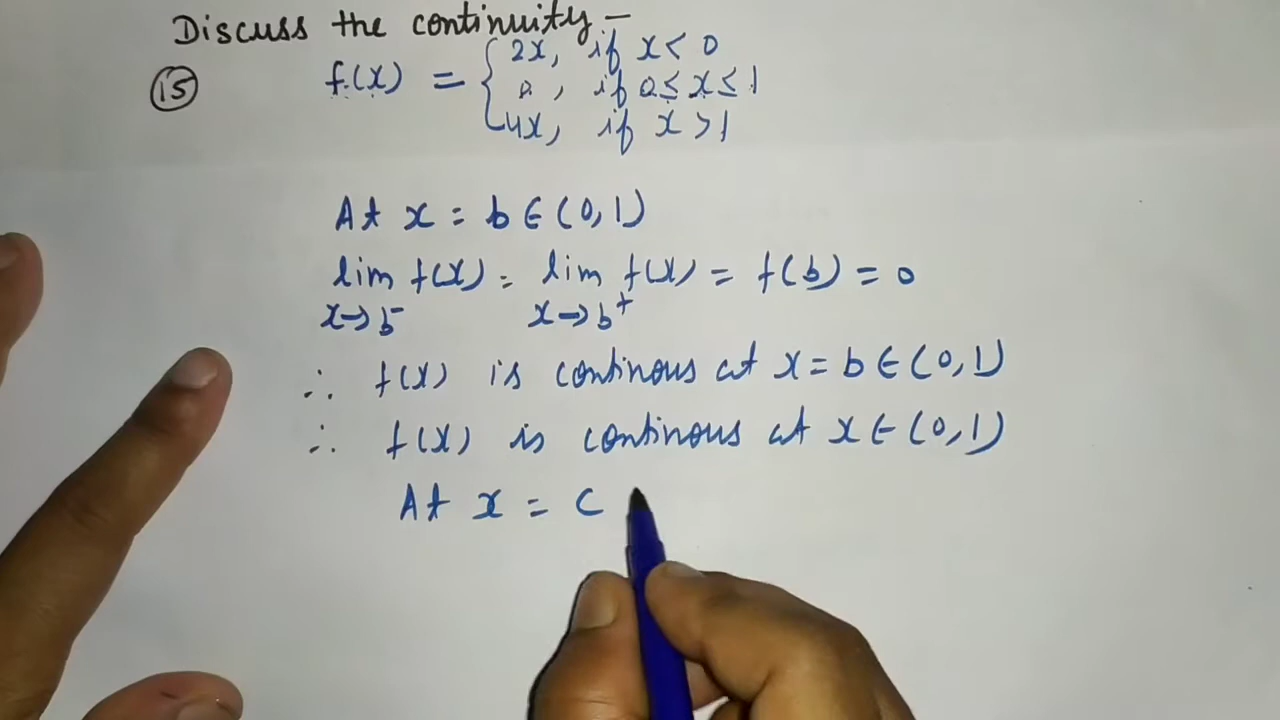 Discuss the continuity –
⑮ f(x) = { 2x, if x < 0
0, if 0 ≤ x ≤ 1
4x, if x > 1
At x = b ∈ (0, 1)
lim f(x) = lim f(x) = f(b) = 0
x→b⁻ x→b⁺
∴ f(x) is continous at x = b ∈ (0, 1)
∴ f(x) is continous at x ∈ (0, 1)
At x = c